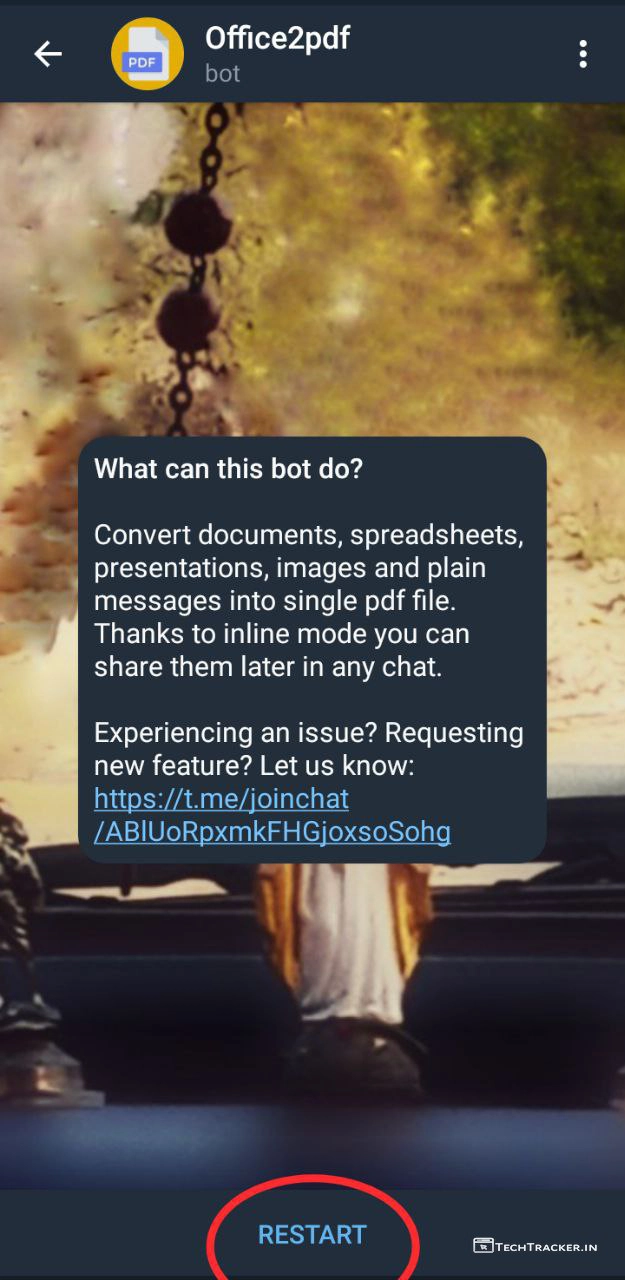 Office2pdf
PDF
bot
What can this bot do?
Convert documents, spreadsheets,
presentations, images and plain
messages into single pdf file.
Thanks to inline mode you can
share them later in any chat.
Experiencing an issue? Requesting
new feature? Let us know:
https://t.me/joinchat
/ABlUoRpxmkFHGjoxsoSohg
RESTART
TECHTRACKER.IN